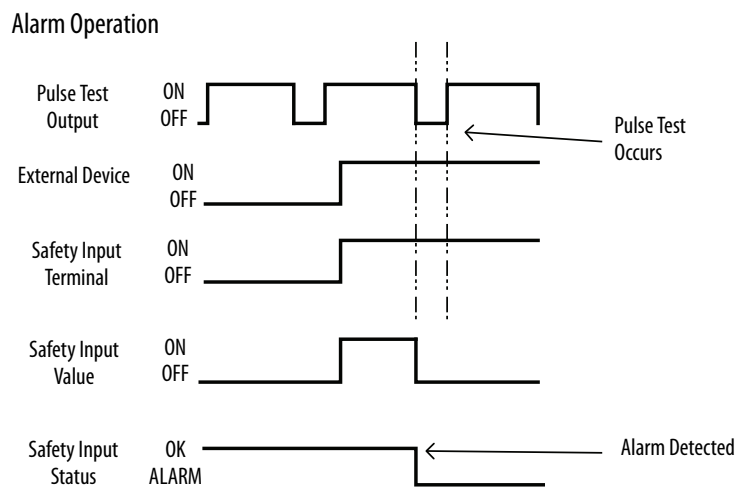 Alarm Operation
Pulse Test
Output
ON
OFF
Pulse Test
Occurs
External Device
ON
OFF
Safety Input
Terminal
ON
OFF
Safety Input
Value
ON
OFF
Safety Input
Status
OK
ALARM
Alarm Detected